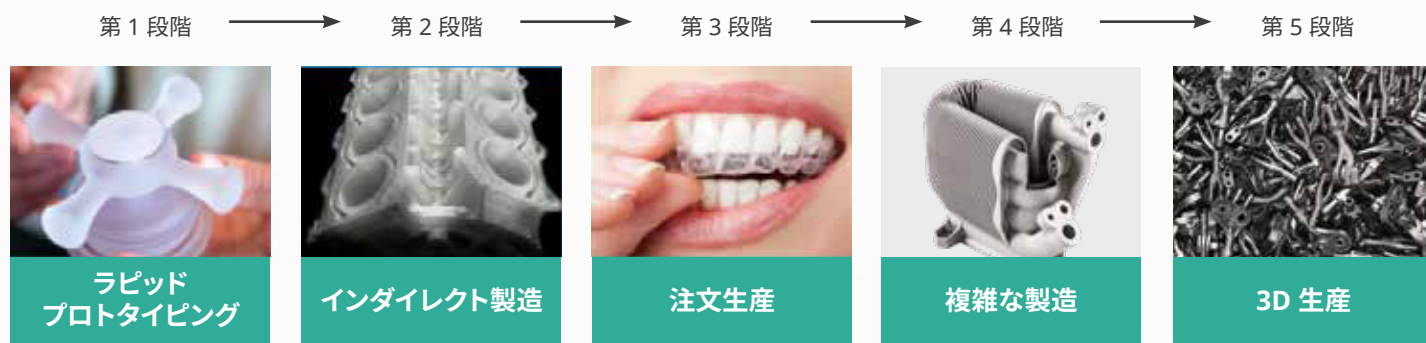 第 1 段階
第 2 段階
第 3 段階
第 4 段階
第 5 段階
ラピッド
プロトタイピング
インダイレクト製造
注文生産
複雑な製造
3D 生産